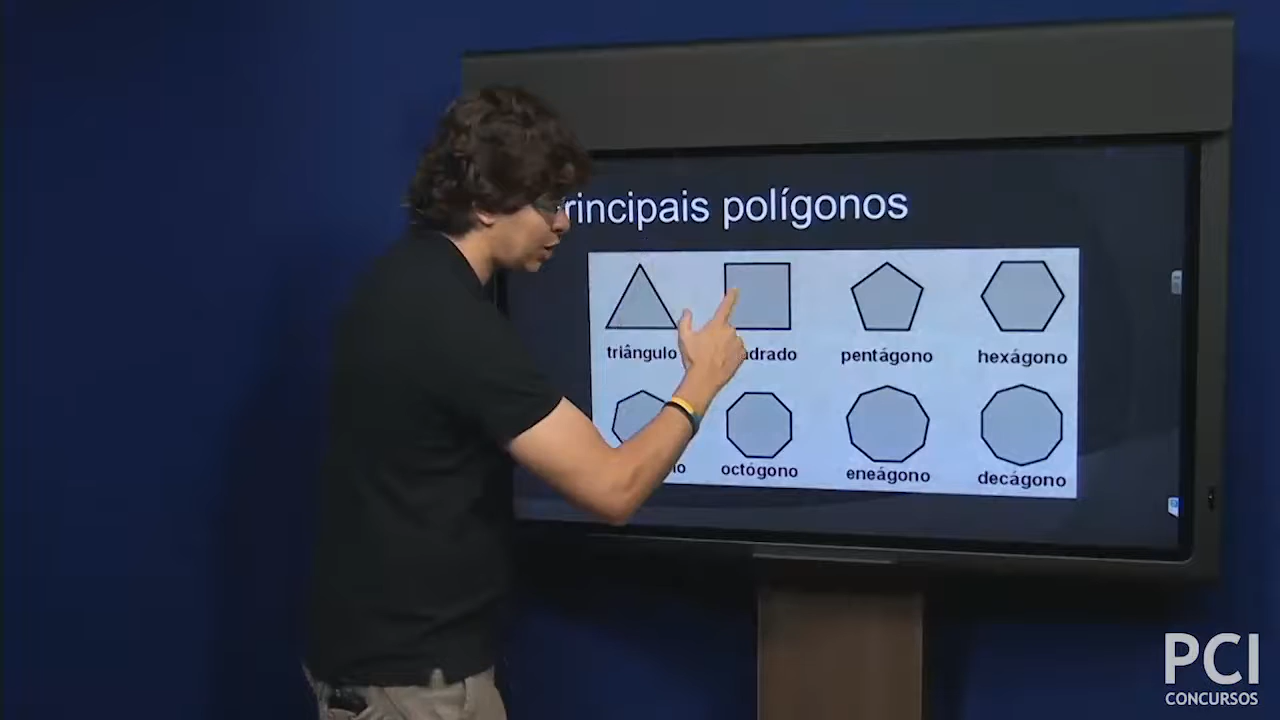 rincipais polígonos
triângulo adrado pentágono hexágono
octógono eneágono decágono
PCI
CONCURSOS